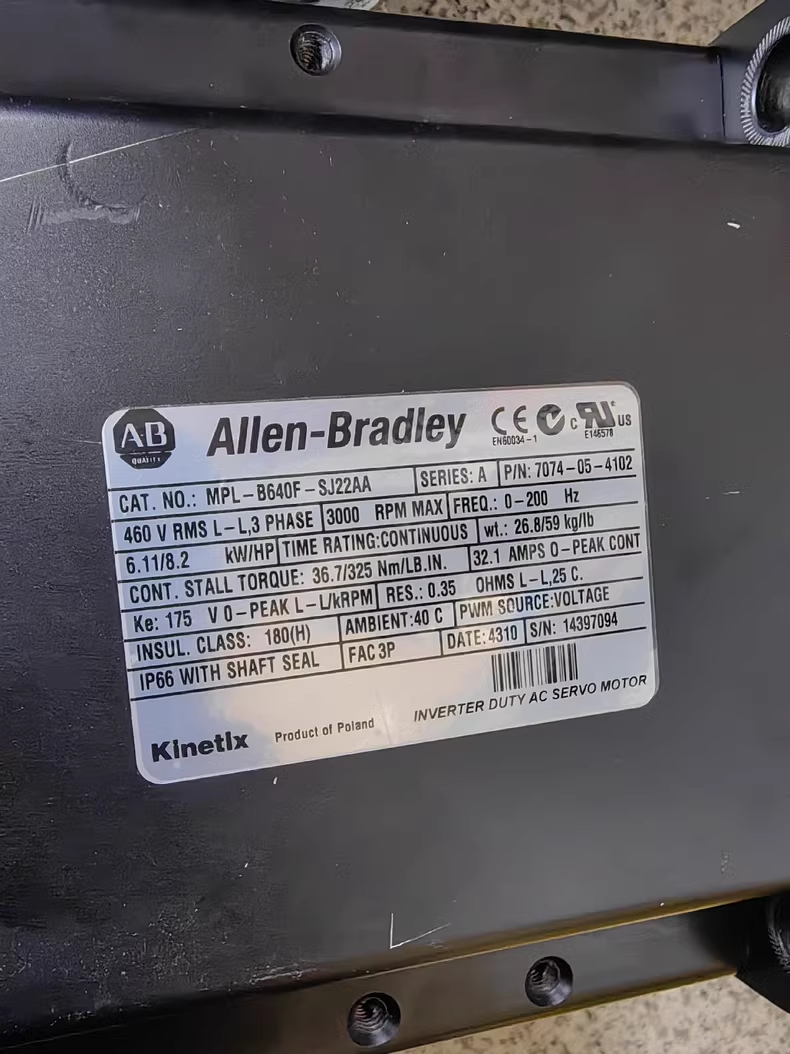 AB
QUALITY
Allen-Bradley
CE
EN60034-1
c RU US
E146578
CAT. NO.: MPL-B640F-SJ22AA SERIES: A P/N: 7074-05-4102
460 V RMS L-L,3 PHASE 3000 RPM MAX FREQ.: 0-200 Hz
6.11/8.2 kW/HP TIME RATING:CONTINUOUS wt.: 26.8/59 kg/lb
CONT. STALL TORQUE: 36.7/325 Nm/LB.IN. 32.1 AMPS 0-PEAK CONT
Ke: 175 V 0-PEAK L-L/kRPM RES.: 0.35 OHMS L-L,25 C.
INSUL. CLASS: 180(H) AMBIENT:40 C PWM SOURCE:VOLTAGE
IP66 WITH SHAFT SEAL FAC 3P DATE:4310 S/N: 14397094
Kinetix Product of Poland INVERTER DUTY AC SERVO MOTOR